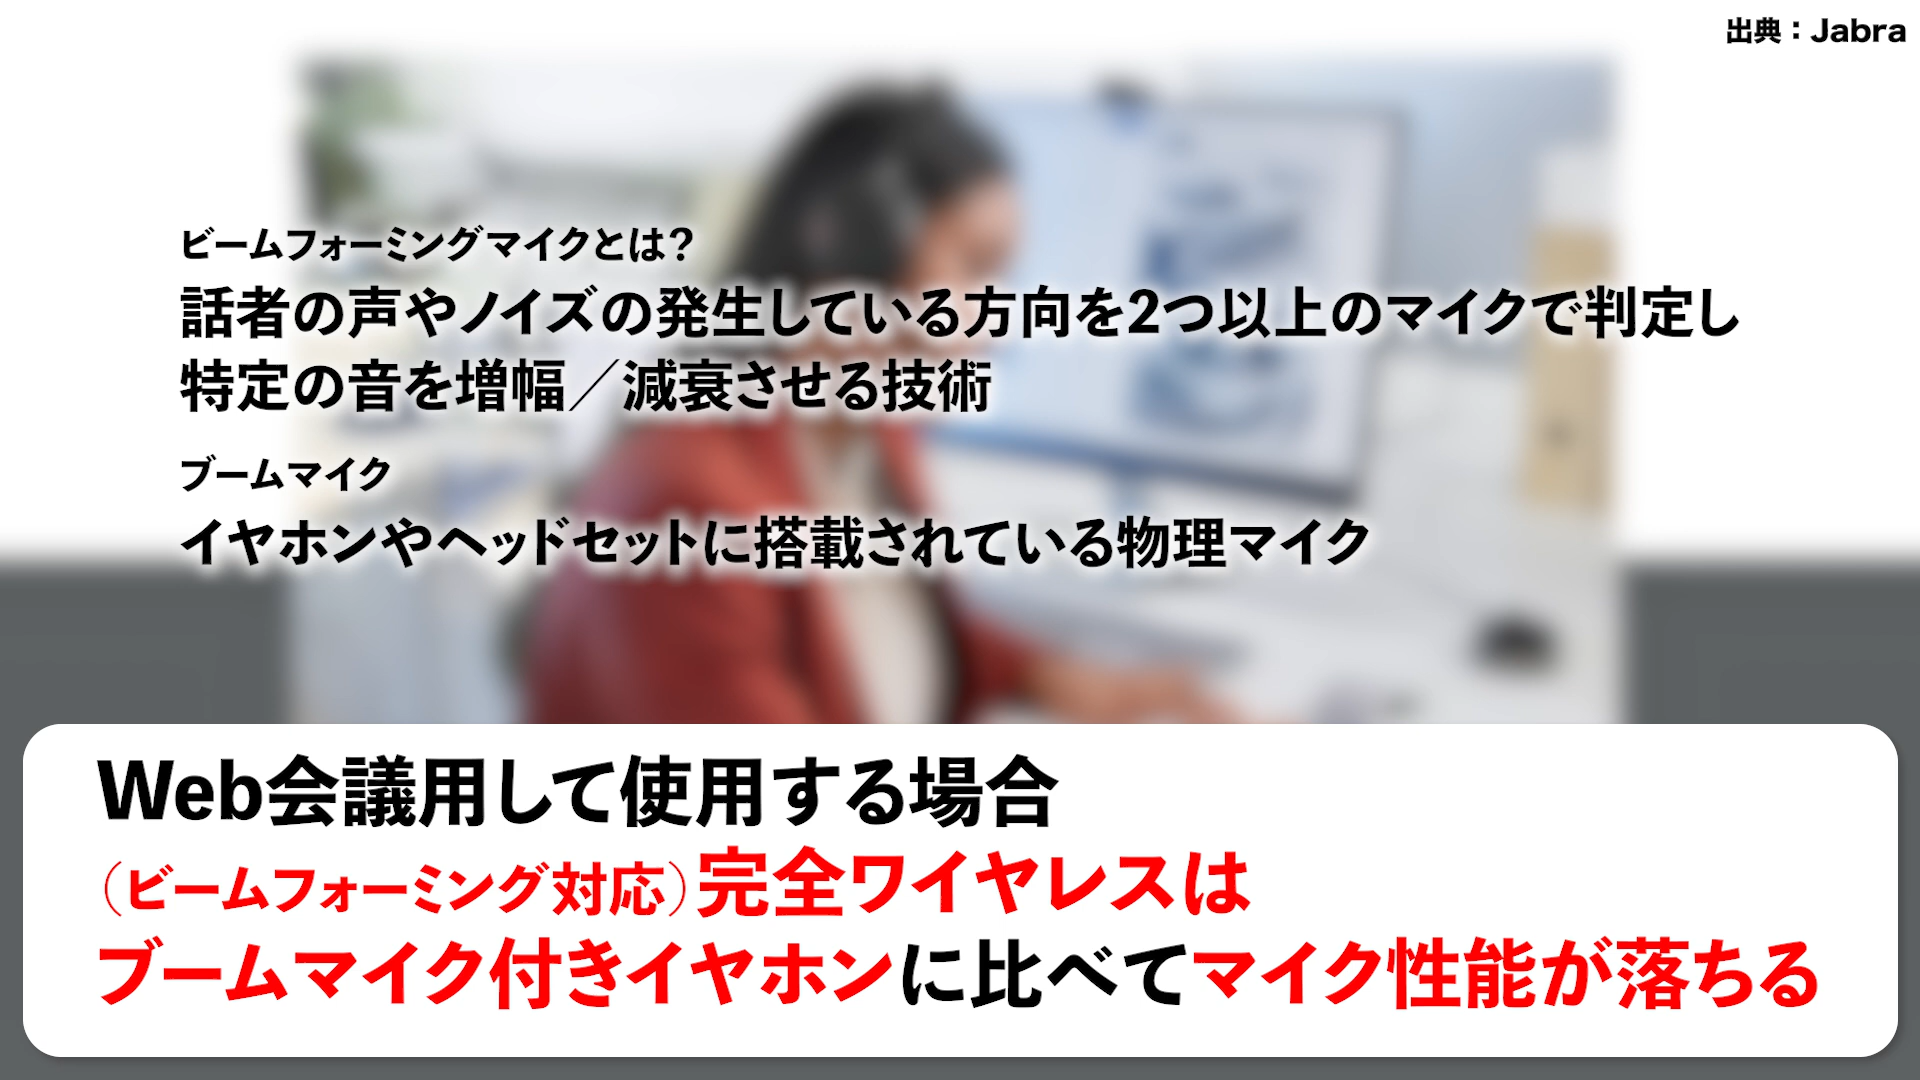 出典：Jabra
ビームフォーミングマイクとは？
話者の声やノイズの発生している方向を2つ以上のマイクで判定し
特定の音を増幅／減衰させる技術
ブームマイク
イヤホンやヘッドセットに搭載されている物理マイク
Web会議用して使用する場合
（ビームフォーミング対応）完全ワイヤレスは
ブームマイク付きイヤホンに比べてマイク性能が落ちる